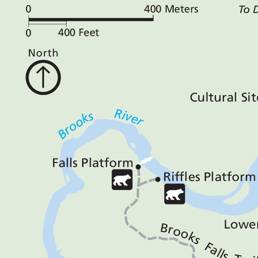 0
400 Meters
To D
0
400 Feet
North
Brooks River
Cultural Site
Falls Platform
Riffles Platform
Lower
Brooks Falls Trail